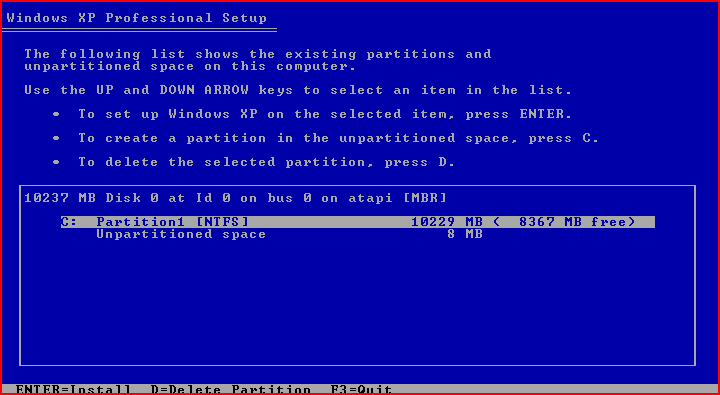 Windows XP Professional Setup
The following list shows the existing partitions and
unpartitioned space on this computer.
Use the UP and DOWN ARROW keys to select an item in the list.
• To set up Windows XP on the selected item, press ENTER.
• To create a partition in the unpartitioned space, press C.
• To delete the selected partition, press D.
10237 MB Disk 0 at Id 0 on bus 0 on atapi [MBR]
C: Partition1 [NTFS] 10229 MB ( 8367 MB free)
Unpartitioned space 8 MB
ENTER=Install D=Delete Partition F3=Quit